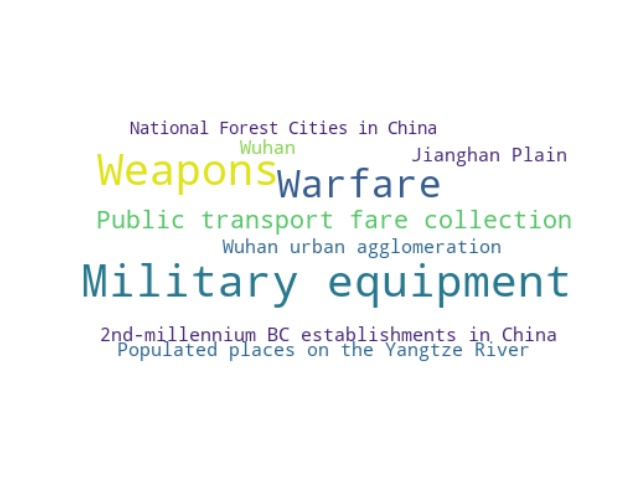 National Forest Cities in China
Wuhan
Jianghan Plain
Weapons
Warfare
Public transport fare collection
Wuhan urban agglomeration
Military equipment
2nd-millennium BC establishments in China
Populated places on the Yangtze River